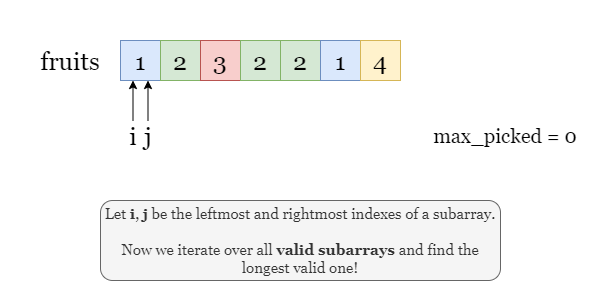 fruits 1 2 3 2 2 1 4
i j
max_picked = 0
Let i, j be the leftmost and rightmost indexes of a subarray.
Now we iterate over all valid subarrays and find the
longest valid one!